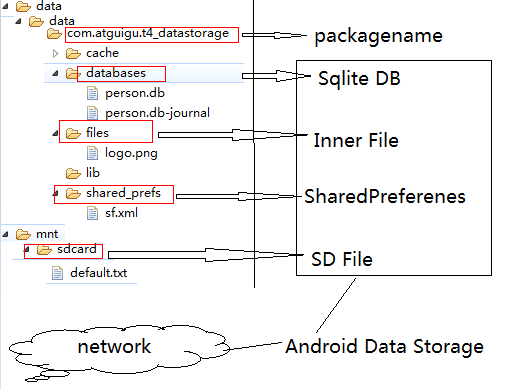 data
data
com.atguigu.t4_datastorage
packagename
cache
databases
Sqlite DB
person.db
person.db-journal
files
Inner File
logo.png
lib
shared_prefs
SharedPreferenes
sf.xml
mnt
sdcard
SD File
default.txt
network
Android Data Storage